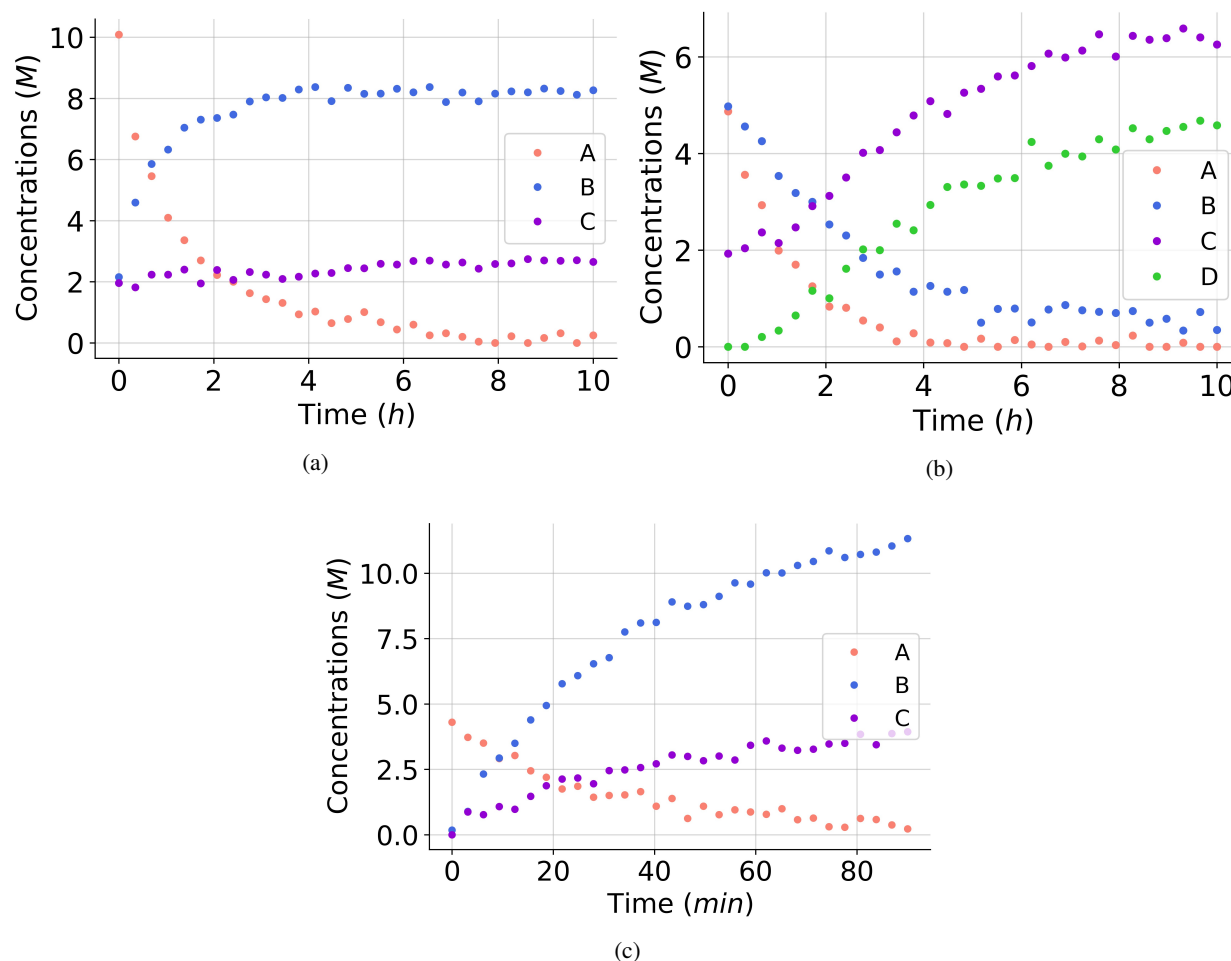 Concentrations (M)
10
8
6
4
2
0
A
B
C
0 2 4 6 8 10
Time (h)
(a)
Concentrations (M)
6
4
2
0
A
B
C
D
0 2 4 6 8 10
Time (h)
(b)
Concentrations (M)
10.0
7.5
5.0
2.5
0.0
A
B
C
0 20 40 60 80
Time (min)
(c)